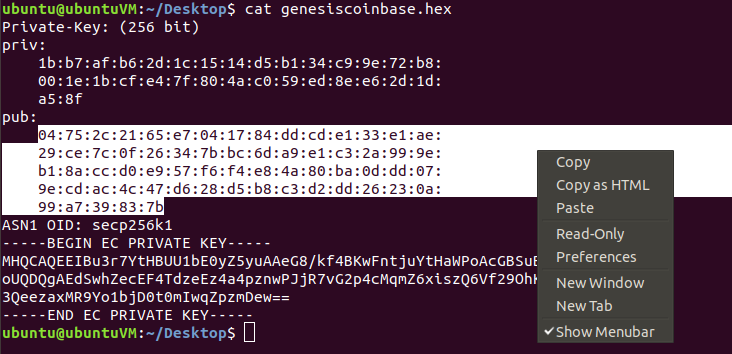 ubuntu@ubuntuVM:~/Desktop$ cat genesiscoinbase.hex
Private-Key: (256 bit)
priv:
1b:b7:af:b6:2d:1c:15:14:d5:b1:34:c9:9e:72:b8:
00:1e:1b:cf:e4:7f:80:4a:c0:59:ed:8e:e6:2d:1d:
a5:8f
pub:
04:75:2c:21:65:e7:04:17:84:dd:cd:e1:33:e1:ae:
29:ce:7c:0f:26:34:7b:bc:6d:a9:e1:c3:2a:99:9e:
b1:8a:cc:d0:e9:57:f6:f4:e8:4a:80:ba:0d:dd:07:
9e:cd:ac:4c:47:d6:28:d5:b8:c3:d2:dd:26:23:0a:
99:a7:39:83:7b
ASN1 OID: secp256k1
-----BEGIN EC PRIVATE KEY-----
MHQCAQEEIBu3r7YtHBUU1bE0yZ5yuAAeG8/kf4BKwFntjuYtHaWPoAcGBSuB
oUQDQgAEdSwhZecEF4TdzeEz4a4pznwPJjR7vG2p4cMqmZ6xiszQ6Vf29Oh
3QeezaxMR9Yo1bjD0t0mIwqZpzmDew==
-----END EC PRIVATE KEY-----
ubuntu@ubuntuVM:~/Desktop$
Copy
Copy as HTML
Paste
Read-Only
Preferences
New Window
New Tab
Show Menubar